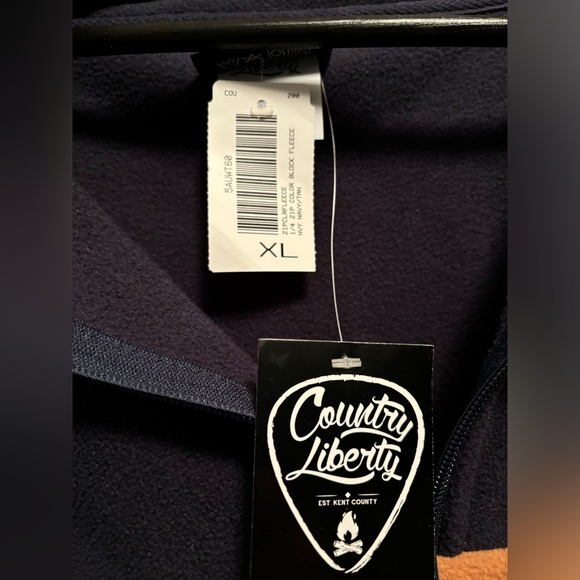 COU 200
5AUWT60
ZIPCLRFLEECE
1/4 ZIP COLOR BLOCK FLEECE
NVY NAVY/TAN
XL
Country
Liberty
EST. KENT COUNTY